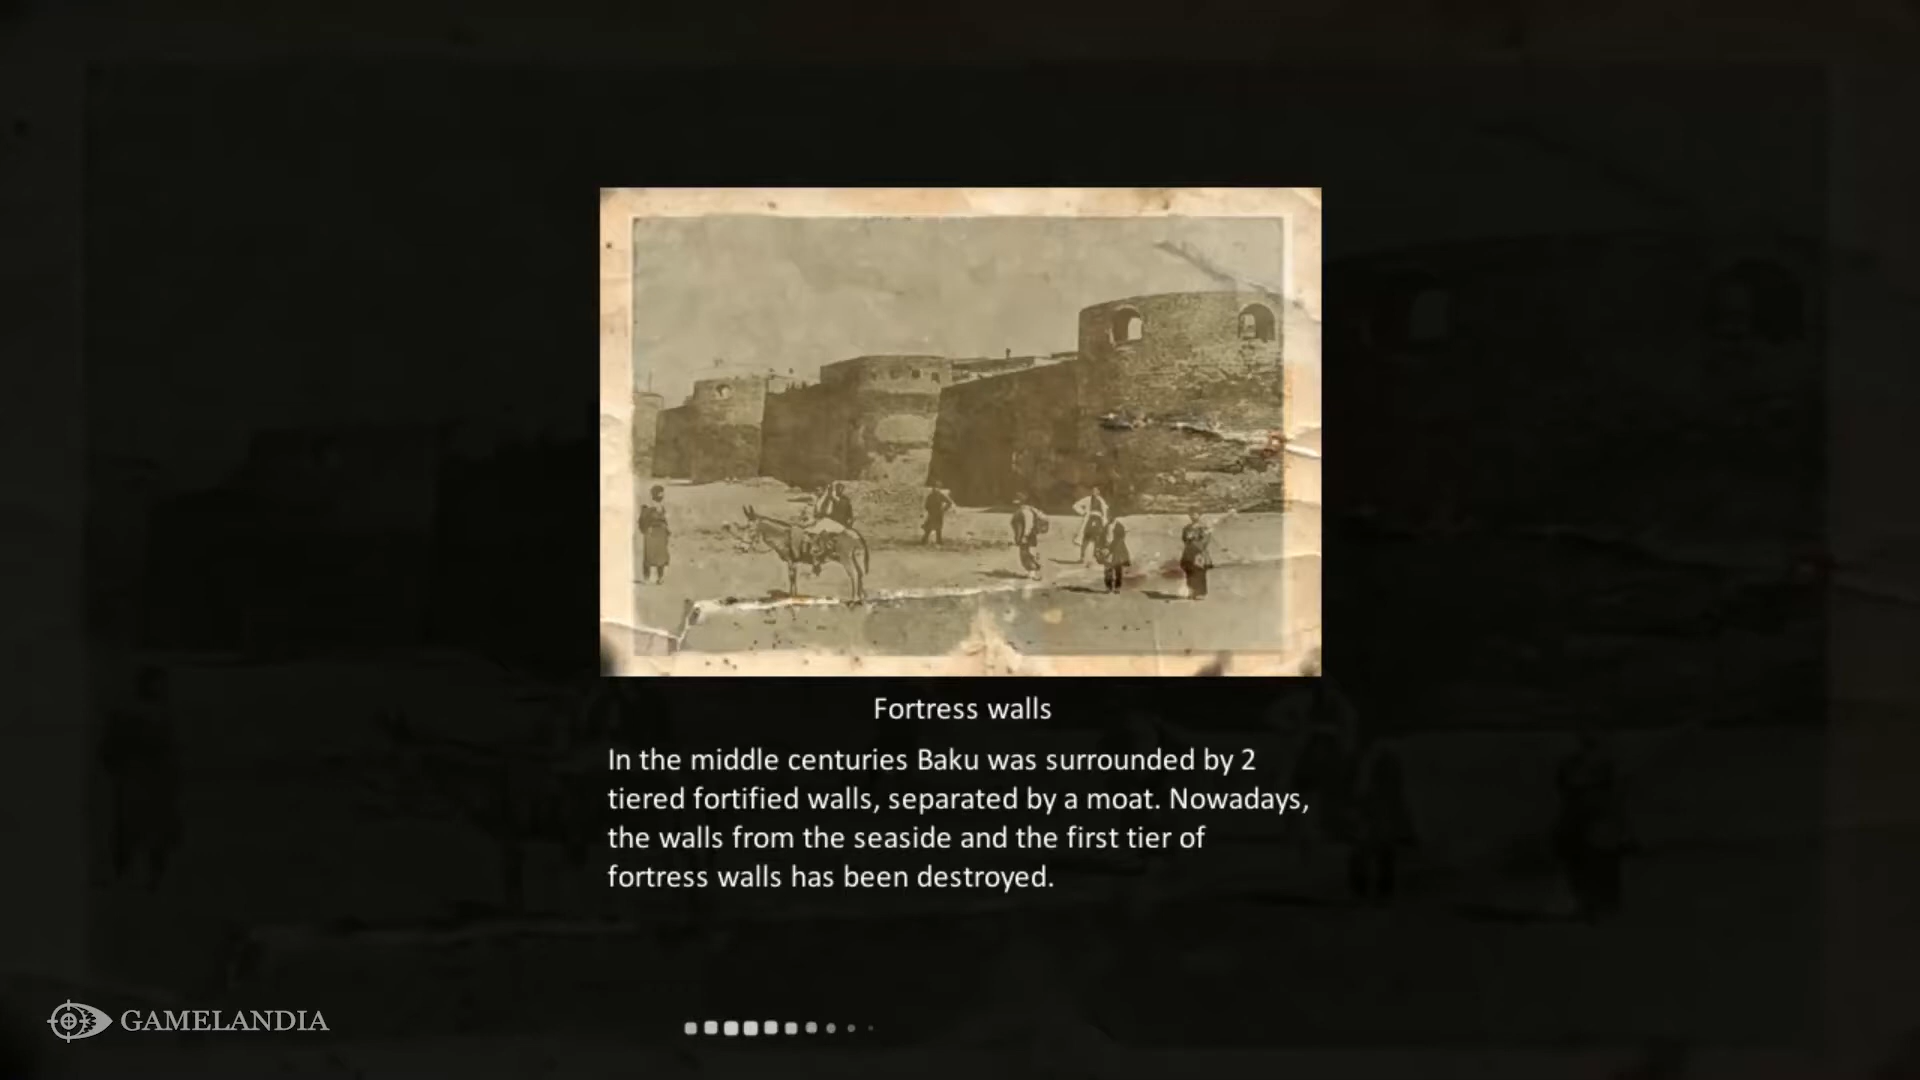 Fortress walls
In the middle centuries Baku was surrounded by 2
tiered fortified walls, separated by a moat. Nowadays,
the walls from the seaside and the first tier of
fortress walls has been destroyed.
GAMELANDIA